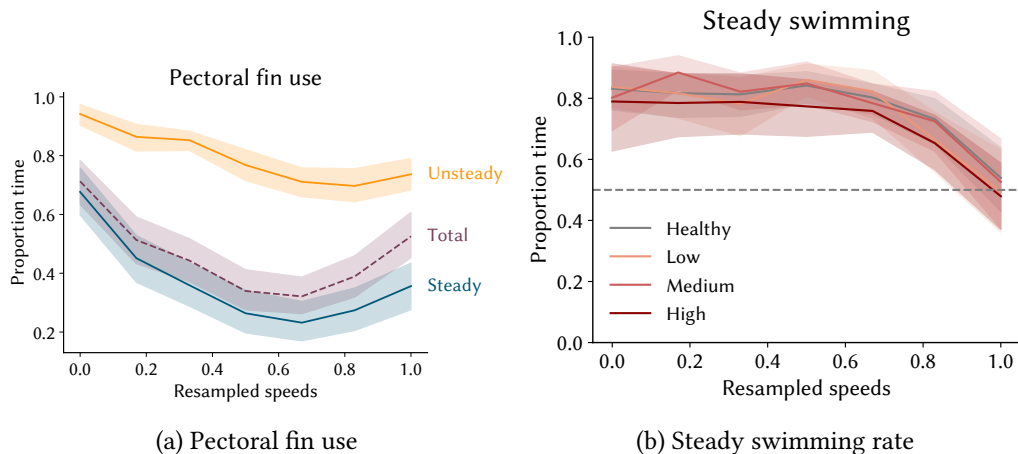 Pectoral fin use
Proportion time
1.0
0.8
0.6
0.4
0.2
Unsteady
Total
Steady
0.0 0.2 0.4 0.6 0.8 1.0
Resampled speeds
(a) Pectoral fin use
Steady swimming
Proportion time
1.0
0.8
0.6
0.4
0.2
0.0
Healthy
Low
Medium
High
0.0 0.2 0.4 0.6 0.8 1.0
Resampled speeds
(b) Steady swimming rate